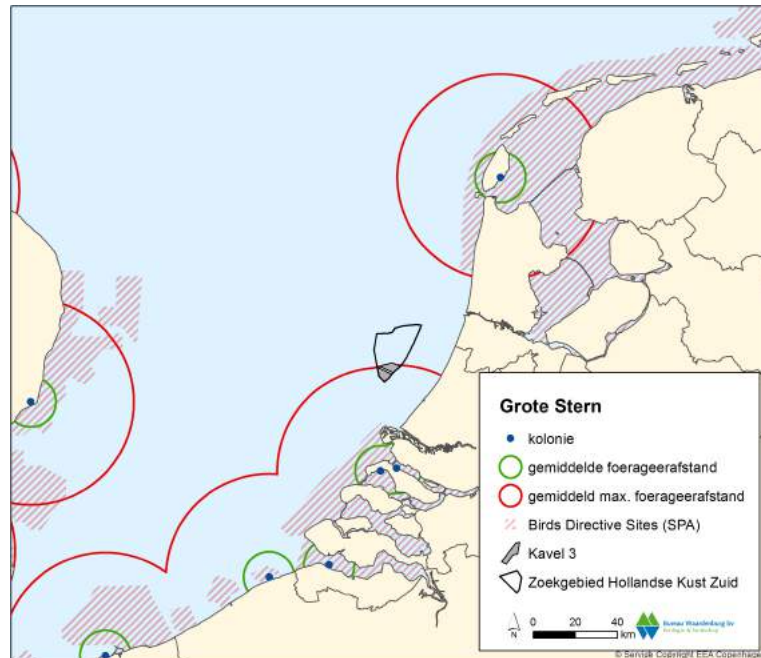 Grote Stern
kolonie
gemiddelde foerageerafstand
gemiddeld max. foerageerafstand
Birds Directive Sites (SPA)
Kavel 3
Zoekgebied Hollandse Kust Zuid
N
0 20 40
km
Bureau Waardenburg bv
© Service Copyright EEA Copenhagen